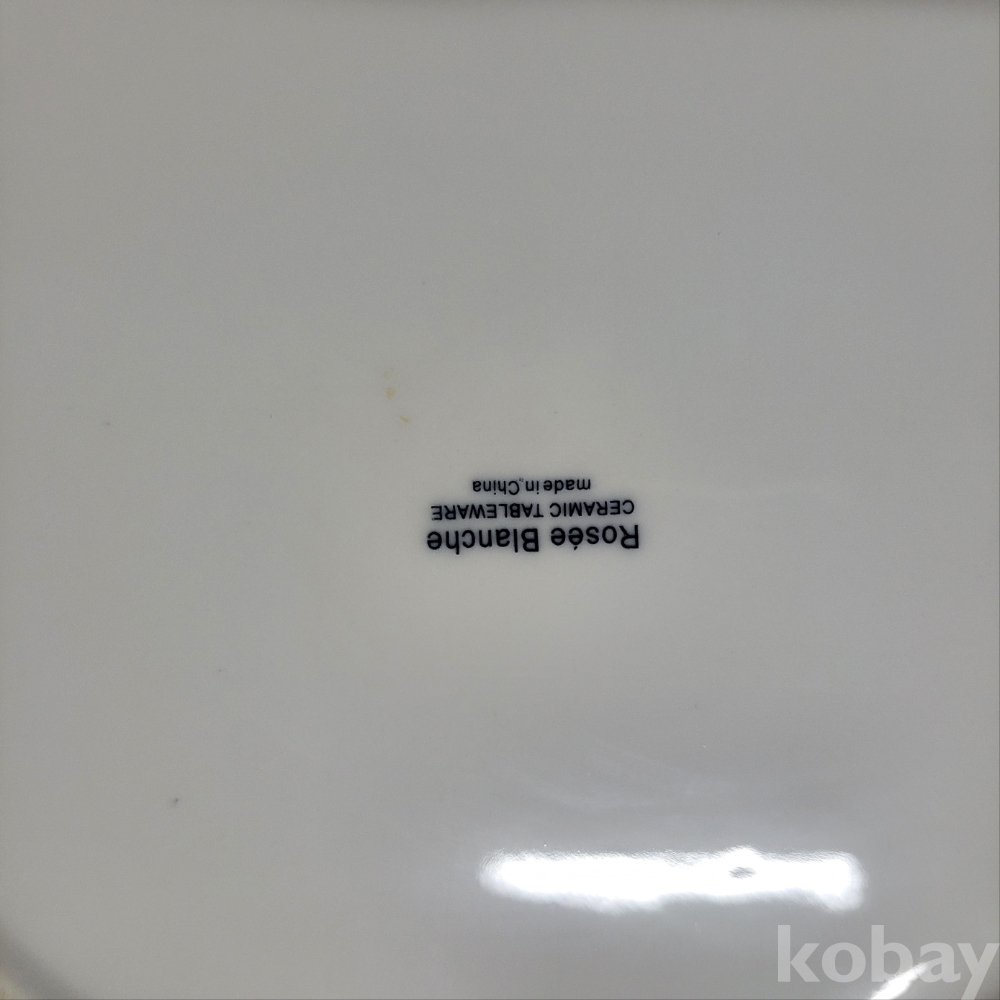 Rosée Blanche
CERAMIC TABLEWARE
made in China
kobay